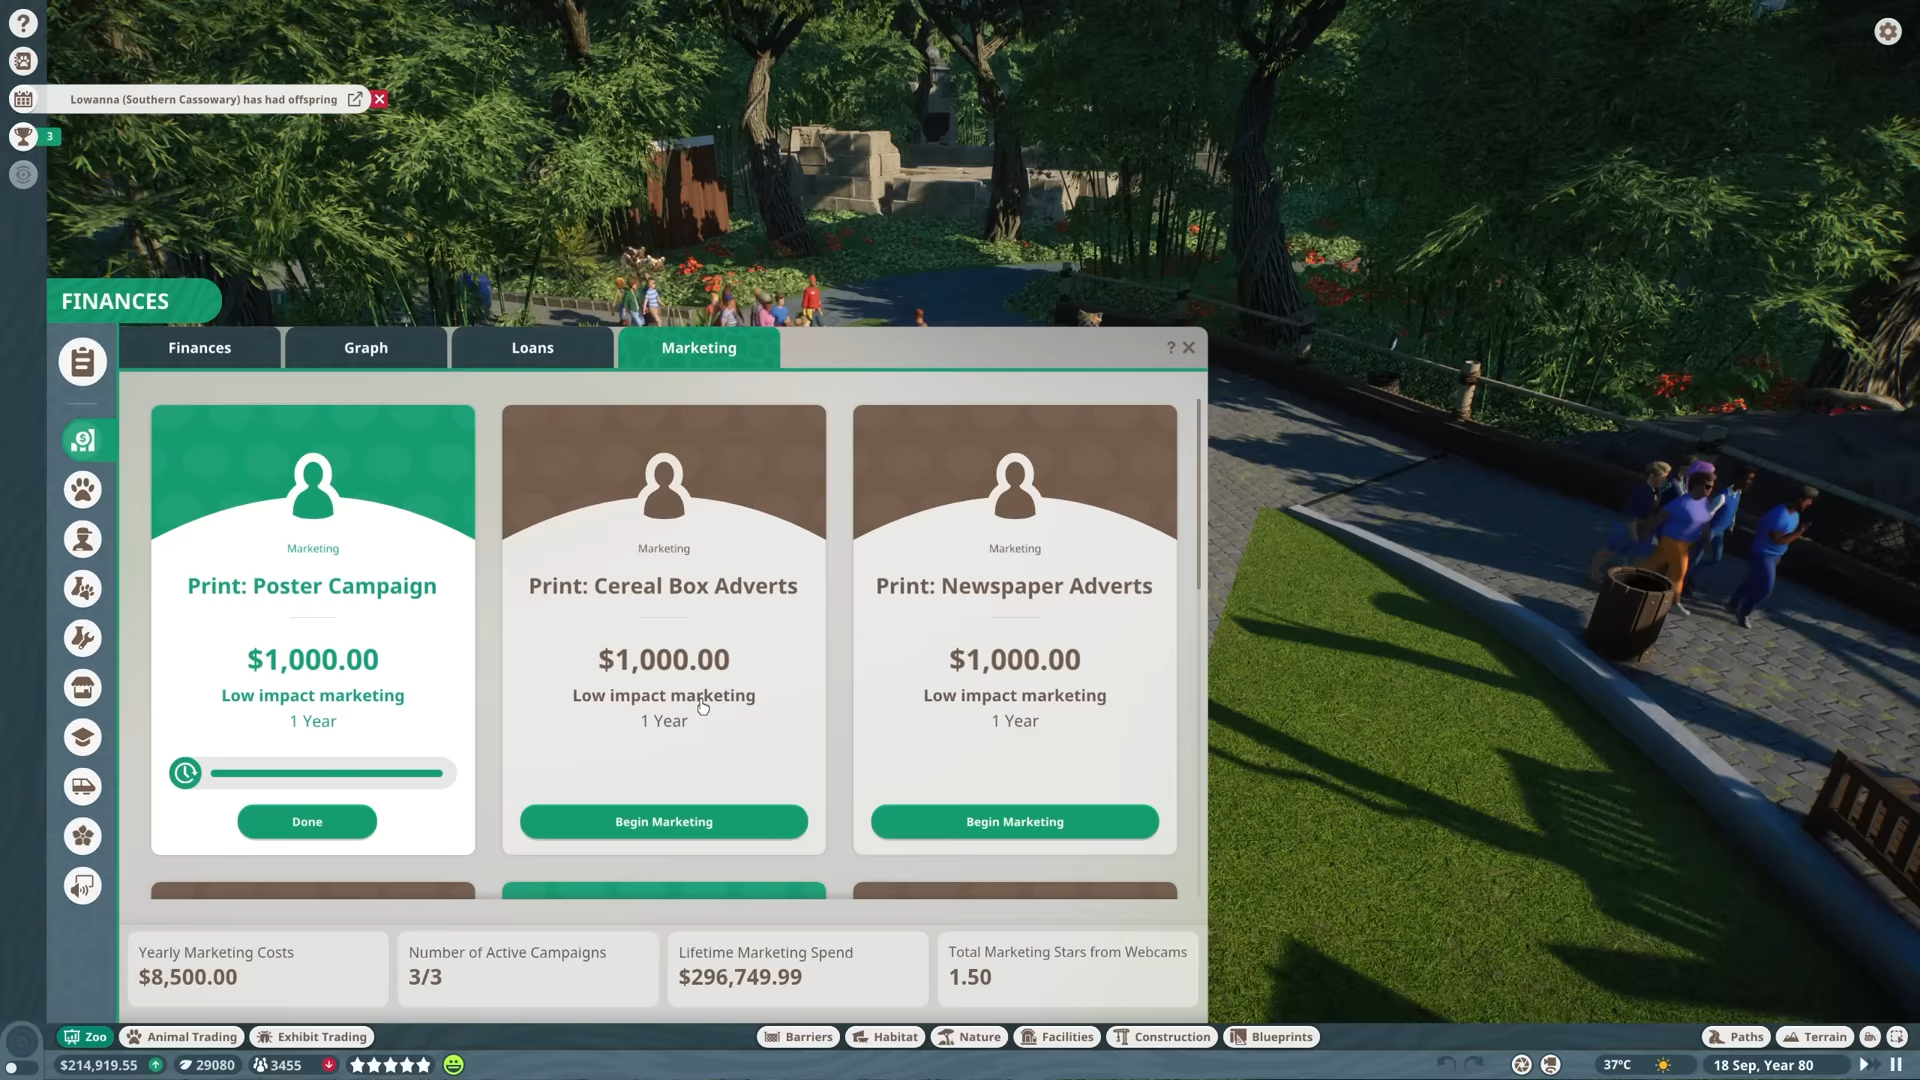 Lowanna (Southern Cassowary) has had offspring
3
FINANCES
Finances
Graph
Loans
Marketing
?
Marketing
Print: Poster Campaign
$1,000.00
Low impact marketing
1 Year
Done
Marketing
Print: Cereal Box Adverts
$1,000.00
Low impact marketing
1 Year
Begin Marketing
Marketing
Print: Newspaper Adverts
$1,000.00
Low impact marketing
1 Year
Begin Marketing
Yearly Marketing Costs
$8,500.00
Number of Active Campaigns
3/3
Lifetime Marketing Spend
$296,749.99
Total Marketing Stars from Webcams
1.50
Zoo
Animal Trading
Exhibit Trading
Barriers
Habitat
Nature
Facilities
Construction
Blueprints
Paths
Terrain
$214,919.55
29080
3455
37°C
18 Sep, Year 80